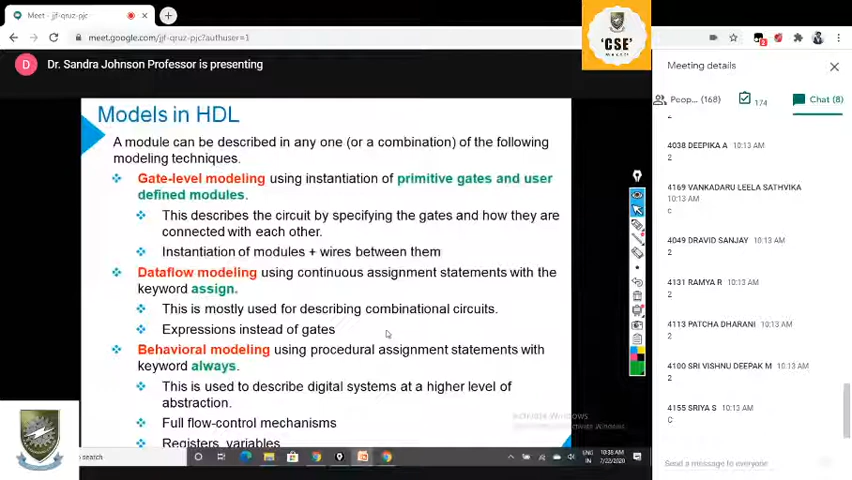 Meet - jjf-qruz-pjc
meet.google.com/jjf-qruz-pjc?authuser=1
D
Dr. Sandra Johnson Professor is presenting
'CSE'
Models in HDL
A module can be described in any one (or a combination) of the following
modeling techniques.
Gate-level modeling using instantiation of primitive gates and user
defined modules.
This describes the circuit by specifying the gates and how they are
connected with each other.
Instantiation of modules + wires between them
Dataflow modeling using continuous assignment statements with the
keyword assign.
This is mostly used for describing combinational circuits.
Expressions instead of gates
Behavioral modeling using procedural assignment statements with
keyword always.
This is used to describe digital systems at a higher level of
abstraction.
Full flow-control mechanisms
Registers, variables
search
ENG
IN
10:38 AM
7/22/2020
Meeting details
Peop... (168)
174
Chat (8)
2
4038 DEEPIKA A 10:13 AM
2
4169 VANKADARU LEELA SATHVIKA
10:13 AM
c
4049 DRAVID SANJAY 10:13 AM
2
4131 RAMYA R 10:13 AM
2
4113 PATCHA DHARANI 10:13 AM
2
4100 SRI VISHNU DEEPAK M 10:13 AM
2
4155 SRIYA S 10:13 AM
C
Send a message to everyone